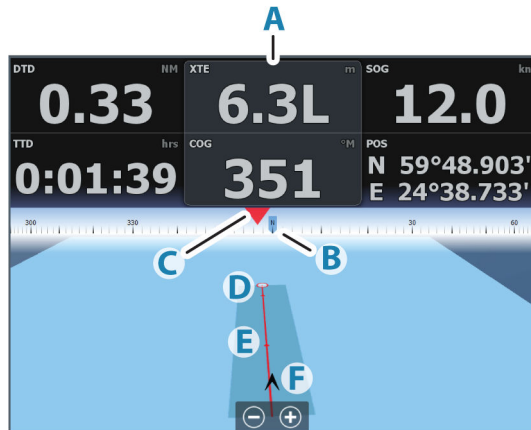 A
DTD NM XTE m SOG kn
0.33 6.3L 12.0
TTD hrs COG °M POS
0:01:39 351 N 59°48.903'
E 24°38.733'
300 330 N 30 60
C B
D
E
F